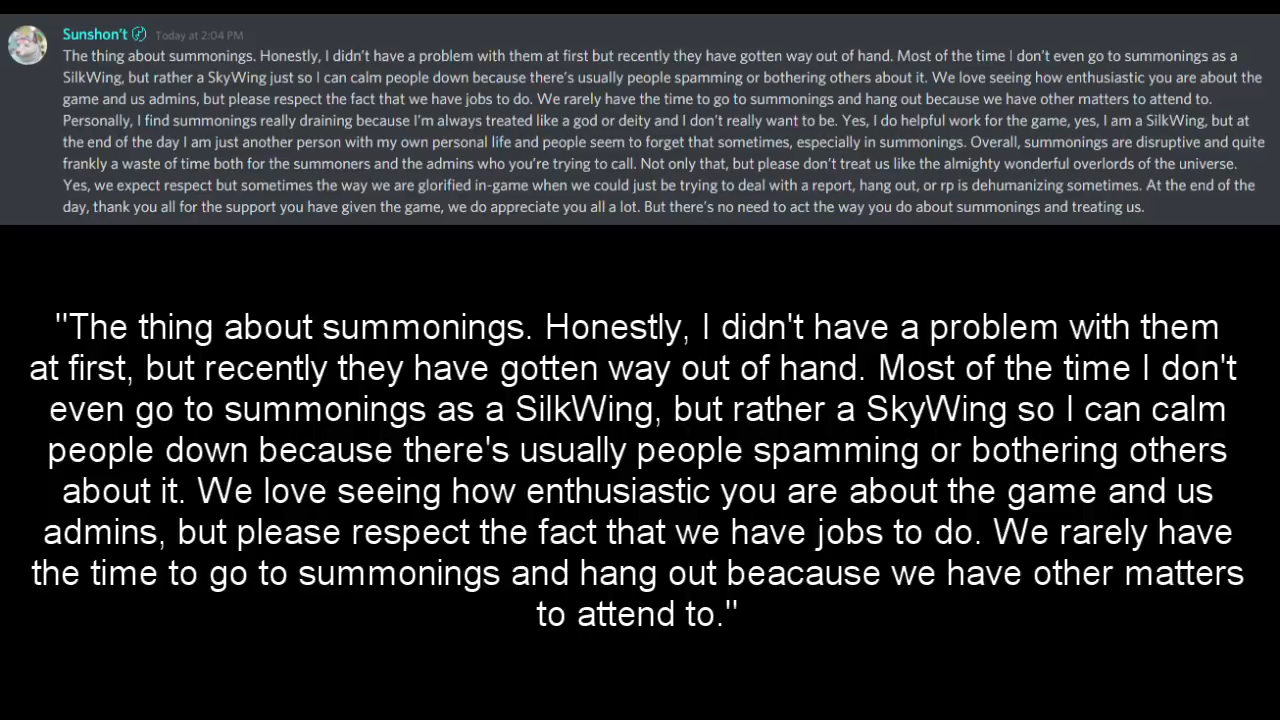 Sunshon't Today at 2:04 PM
The thing about summonings. Honestly, I didn't have a problem with them at first but recently they have gotten way out of hand. Most of the time I don't even go to summonings as a
SilkWing, but rather a SkyWing just so I can calm people down because there's usually people spamming or bothering others about it. We love seeing how enthusiastic you are about the
game and us admins, but please respect the fact that we have jobs to do. We rarely have the time to go to summonings and hang out because we have other matters to attend to.
Personally, I find summonings really draining because I'm always treated like a god or deity and I don't really want to be. Yes, I do helpful work for the game, yes, I am a SilkWing, but at
the end of the day I am just another person with my own personal life and people seem to forget that sometimes, especially in summonings. Overall, summonings are disruptive and quite
frankly a waste of time both for the summoners and the admins who you're trying to call. Not only that, but please don't treat us like the almighty wonderful overlords of the universe.
Yes, we expect respect but sometimes the way we are glorified in-game when we could just be trying to deal with a report, hang out, or rp is dehumanizing sometimes. At the end of the
day, thank you all for the support you have given the game, we do appreciate you all a lot. But there's no need to act the way you do about summonings and treating us.
"The thing about summonings. Honestly, I didn't have a problem with them
at first, but recently they have gotten way out of hand. Most of the time I don't
even go to summonings as a SilkWing, but rather a SkyWing so I can calm
people down because there's usually people spamming or bothering others
about it. We love seeing how enthusiastic you are about the game and us
admins, but please respect the fact that we have jobs to do. We rarely have
the time to go to summonings and hang out beacause we have other matters
to attend to."